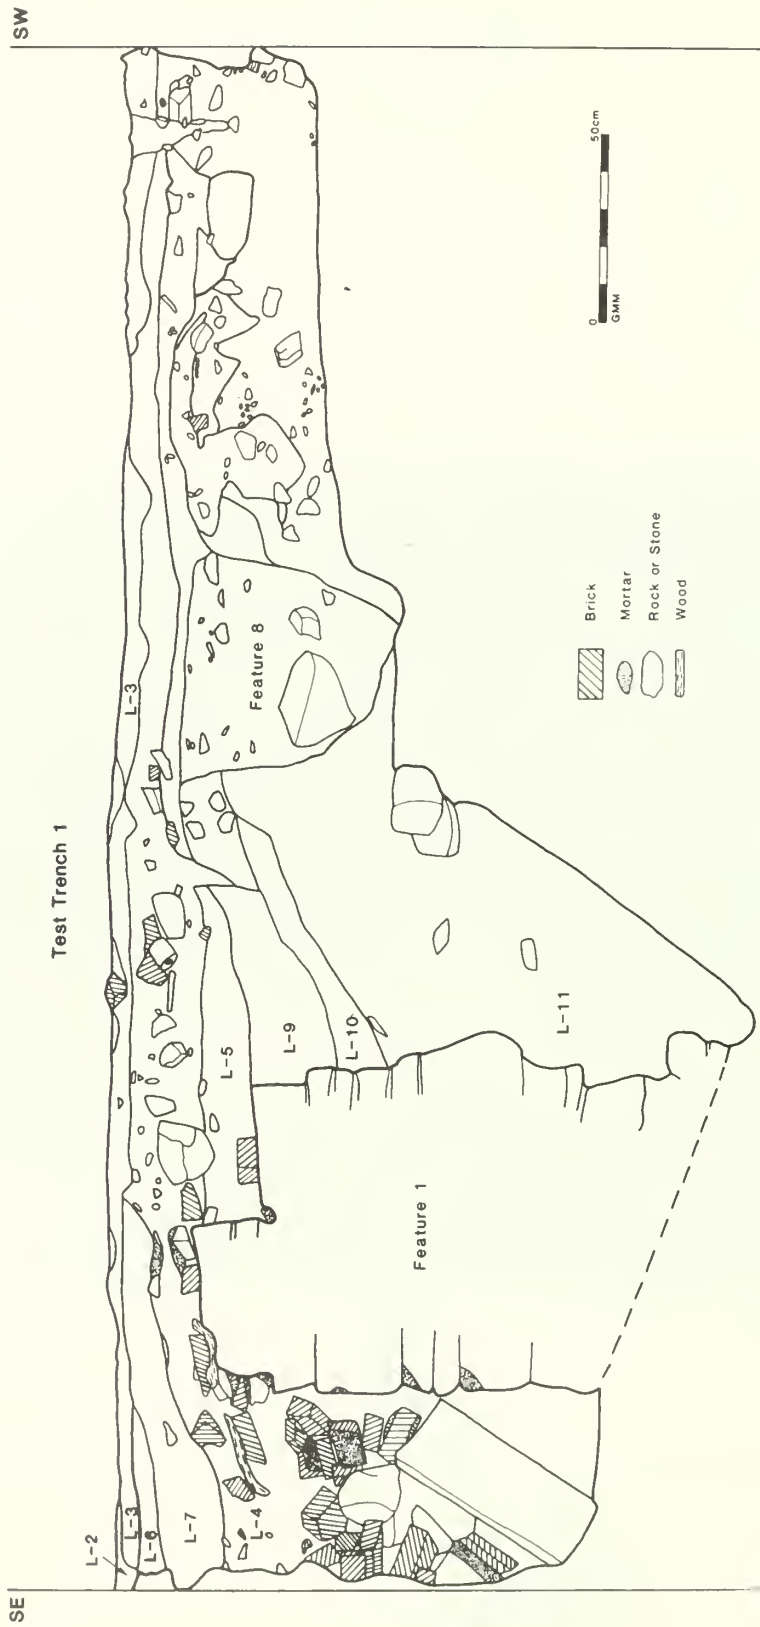 Test Trench 1
SE
SW
L-2
L-3
L-6
L-7
L-4
L-3
L-5
L-9
L-10
L-11
Feature 1
Feature 8
Brick
Mortar
Rock or Stone
Wood
0
50cm
GMM